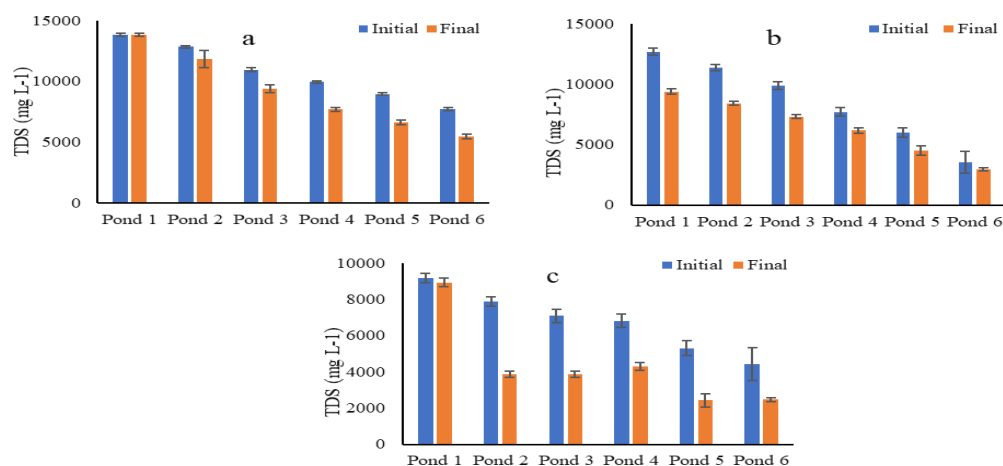 a
Initial Final
TDS (mg L-1)
15000
10000
5000
0
Pond 1 Pond 2 Pond 3 Pond 4 Pond 5 Pond 6
b
Initial Final
TDS (mg L-1)
15000
10000
5000
0
Pond 1 Pond 2 Pond 3 Pond 4 Pond 5 Pond 6
c
Initial Final
TDS (mg L-1)
10000
8000
6000
4000
2000
0
Pond 1 Pond 2 Pond 3 Pond 4 Pond 5 Pond 6